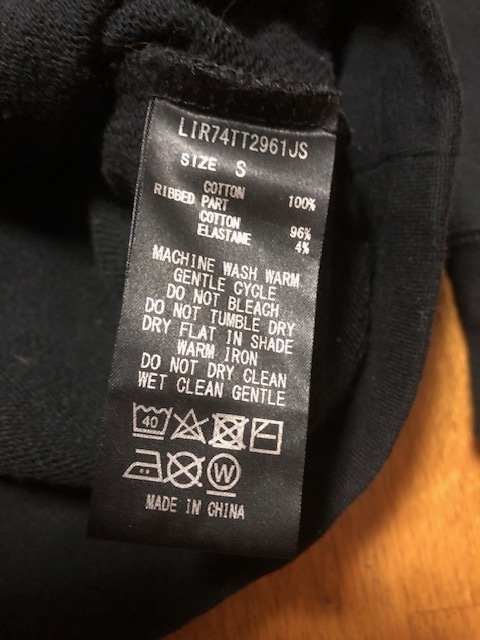 LIR74TT2961JS
SIZE S
COTTON 100%
RIBBED PART
COTTON 96%
ELASTANE 4%
MACHINE WASH WARM
GENTLE CYCLE
DO NOT BLEACH
DO NOT TUMBLE DRY
DRY FLAT IN SHADE
WARM IRON
DO NOT DRY CLEAN
WET CLEAN GENTLE
40
W
MADE IN CHINA